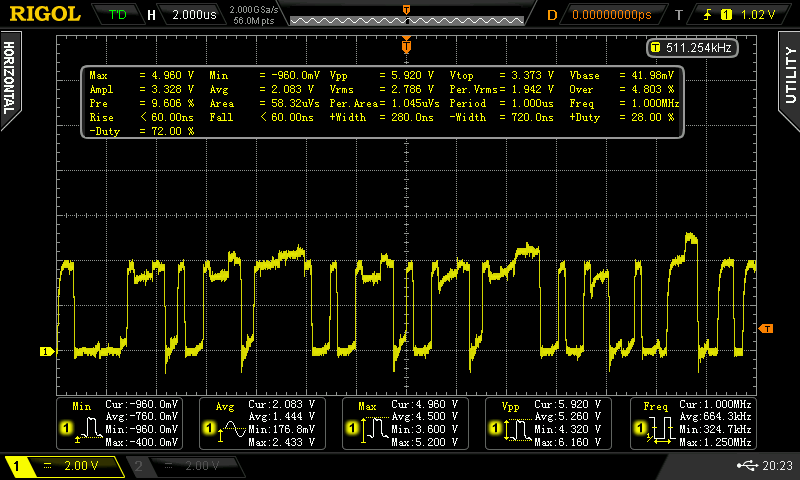 RIGOL T'D H 2.000us 2.000GSa/s 56.0M pts T D 0.00000000ps T 1 1.02 V
T T 511.254kHz
HORIZONTAL
UTILITY
Max = 4.960 V Min = -960.0mV Vpp = 5.920 V Vtop = 3.373 V Vbase = 41.98mV
Ampl = 3.328 V Avg = 2.083 V Vrms = 2.786 V Per.Vrms= 1.942 V Over = 4.803 %
Pre = 9.606 % Area = 58.32uVs Per.Area= 1.045uVs Period = 1.000us Freq = 1.000MHz
Rise < 60.00ns Fall < 60.00ns +Width = 280.0ns -Width = 720.0ns +Duty = 28.00 %
-Duty = 72.00 %
T
1
Min Cur:-960.0mV Avg Cur:2.083 V Max Cur:4.960 V Vpp Cur:5.920 V Freq Cur:1.000MHz
Avg:-760.0mV Avg:1.444 V Avg:4.500 V Avg:5.260 V Avg:664.3kHz
1 Min:-960.0mV 1 Min:176.8mV 1 Min:3.600 V 1 Min:4.320 V 1 Min:324.7kHz
Max:-400.0mV Max:2.433 V Max:5.200 V Max:6.160 V Max:1.250MHz
1 2.00 V 2 2.00 V 20:23